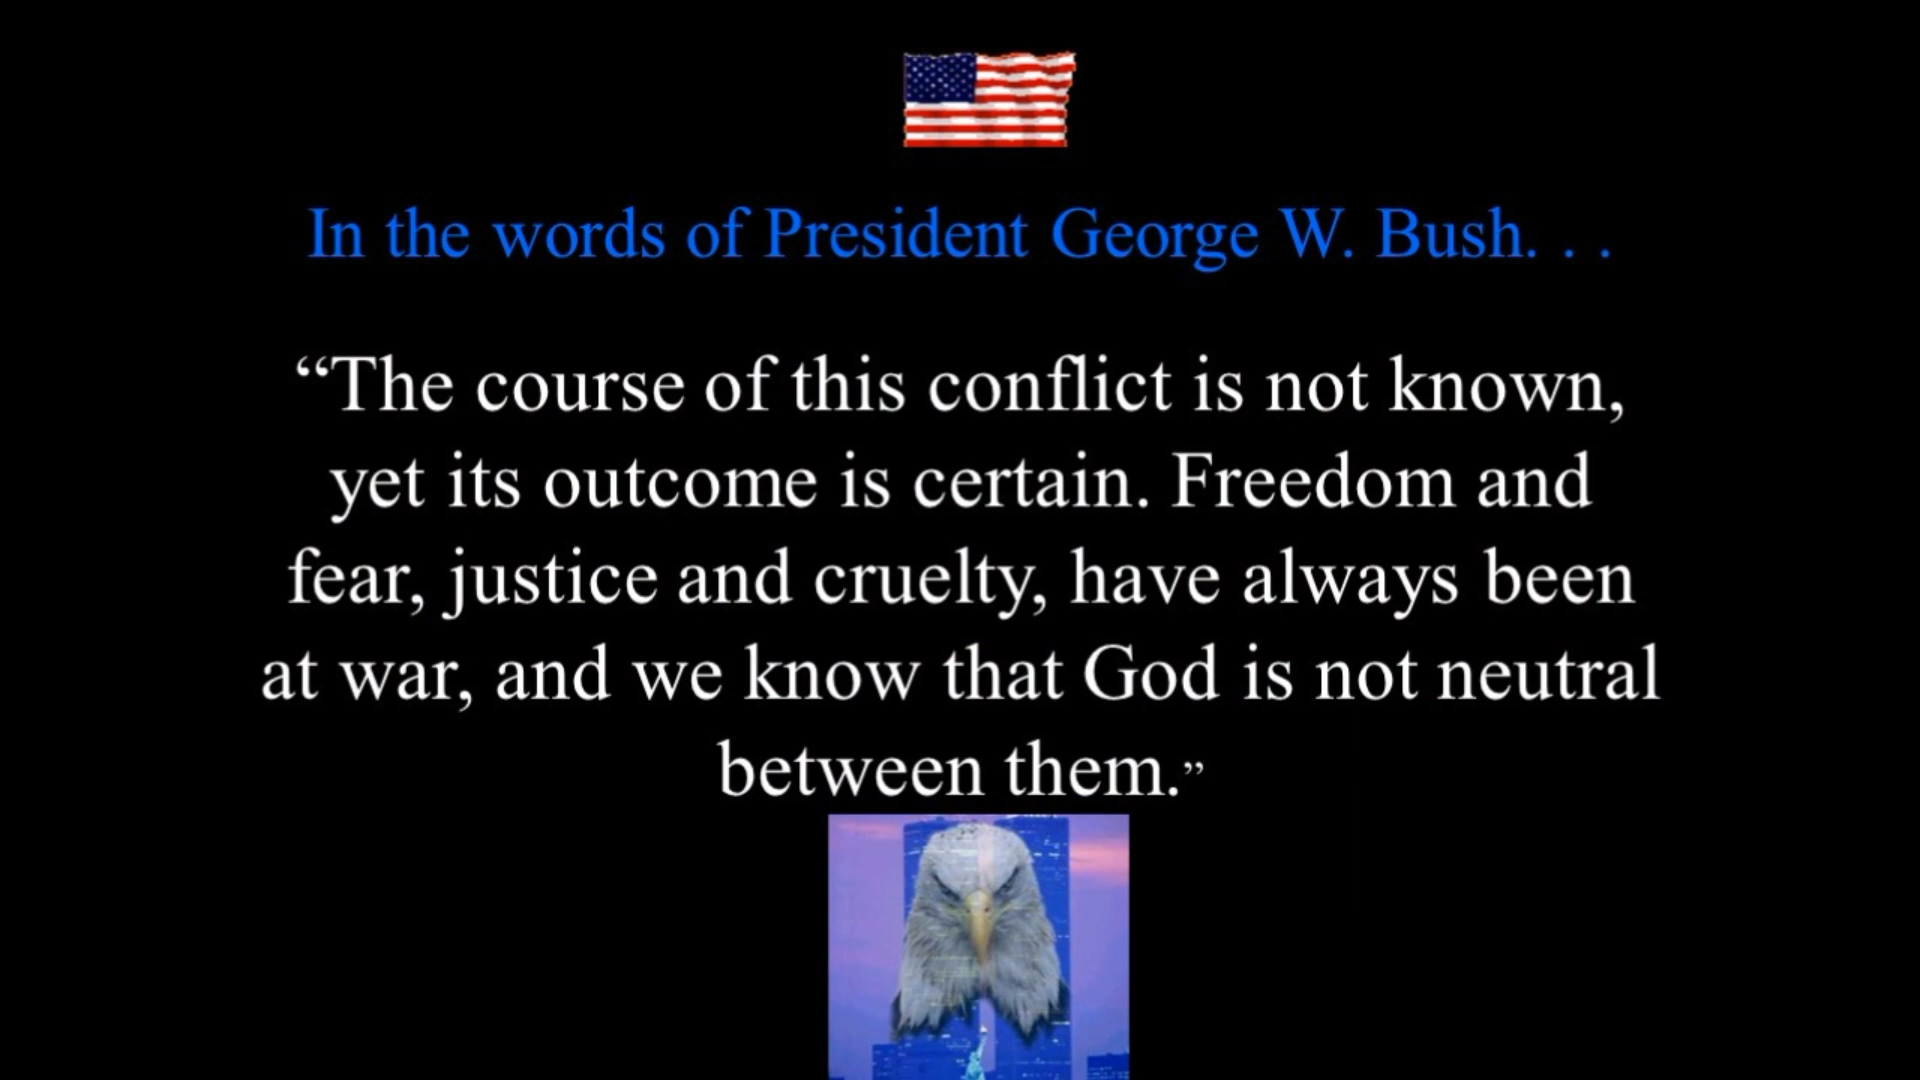 In the words of President George W. Bush. . .
“The course of this conflict is not known,
yet its outcome is certain. Freedom and
fear, justice and cruelty, have always been
at war, and we know that God is not neutral
between them.”